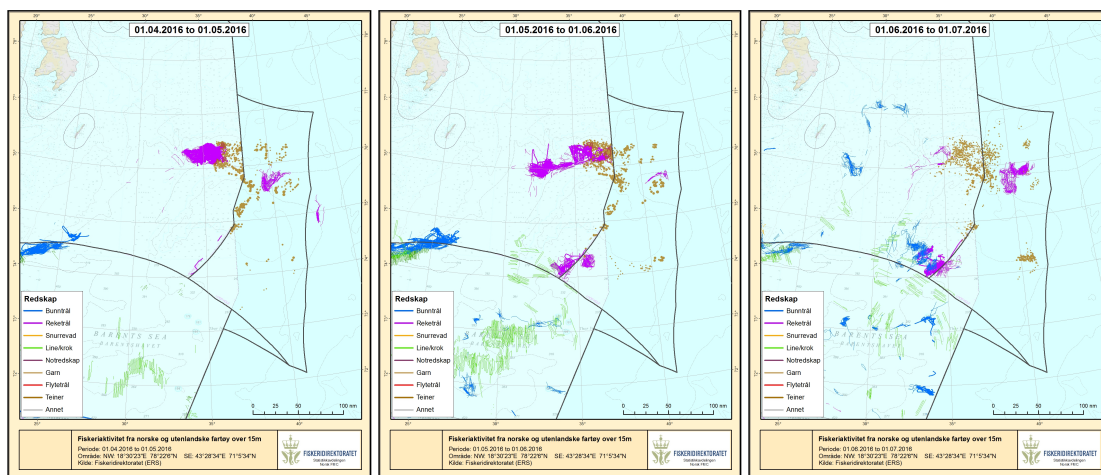 01.04.2016 to 01.05.2016
Redskap
Bunntrål
Reketrål
Snurrevad
Line/krok
Notredskap
Garn
Flytetrål
Teiner
Annet
BARENTS SEA
0 50 100 nm
Fiskeriaktivitet fra norske og utenlandske fartøy over 15m
Periode: 01.04.2016 to 01.05.2016
Område: NW: 18°30'23"E 78°22'6"N SE: 43°28'34"E 71°5'34"N
Kilde: Fiskeridirektoratet (ERS)
FISKERIDIREKTORATET
Statistikkavdelingen
Norsk FMC
01.05.2016 to 01.06.2016
Redskap
Bunntrål
Reketrål
Snurrevad
Line/krok
Notredskap
Garn
Flytetrål
Teiner
Annet
0 50 100 nm
Fiskeriaktivitet fra norske og utenlandske fartøy over 15m
Periode: 01.05.2016 to 01.06.2016
Område: NW: 18°30'23"E 78°22'6"N SE: 43°28'34"E 71°5'34"N
Kilde: Fiskeridirektoratet (ERS)
FISKERIDIREKTORATET
Statistikkavdelingen
Norsk FMC
01.06.2016 to 01.07.2016
Redskap
Bunntrål
Reketrål
Snurrevad
Line/krok
Notredskap
Garn
Flytetrål
Teiner
Annet
BARENTS SEA
0 50 100 nm
Fiskeriaktivitet fra norske og utenlandske fartøy over 15m
Periode: 01.06.2016 to 01.07.2016
Område: NW: 18°30'23"E 78°22'6"N SE: 43°28'34"E 71°5'34"N
Kilde: Fiskeridirektoratet (ERS)
FISKERIDIREKTORATET
Statistikkavdelingen
Norsk FMC